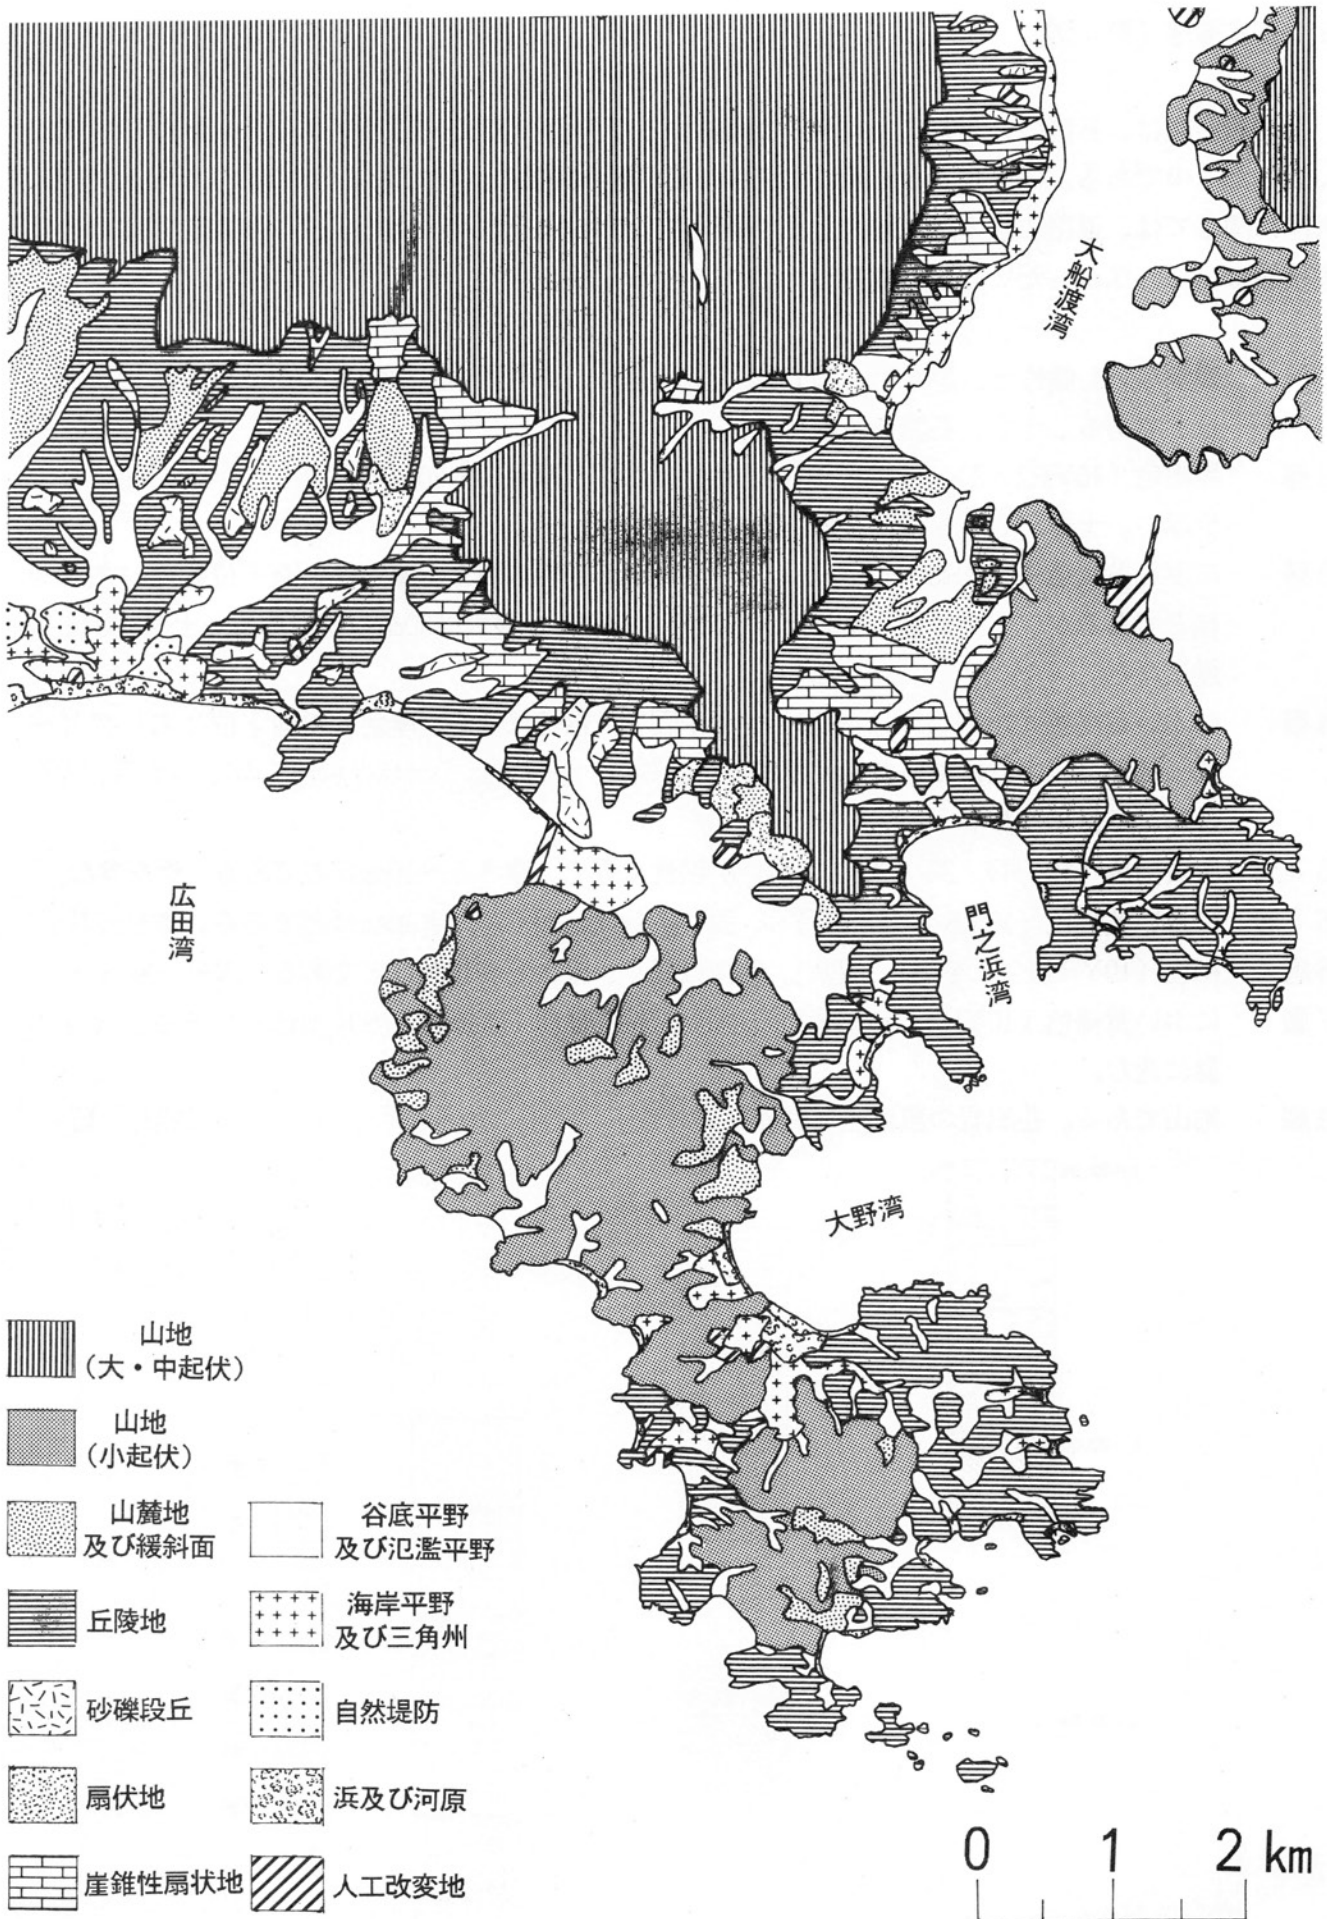 大船渡湾
広田湾
門之浜湾
大野湾
山地
(大・中起伏)
山地
(小起伏)
山麓地
及び緩斜面
丘陵地
砂礫段丘
扇伏地
崖錐性扇状地
谷底平野
及び氾濫平野
海岸平野
及び三角州
自然堤防
浜及び河原
人工改変地
0 1 2 km